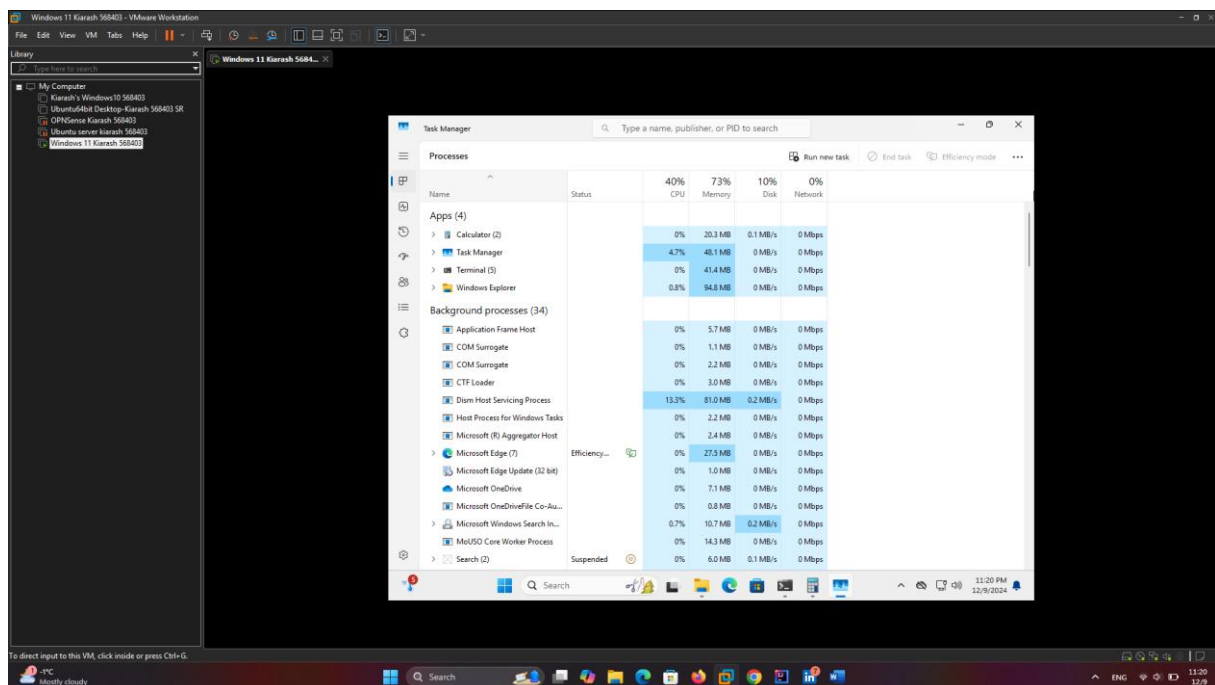 Windows 11 Kiarash 568403 - VMware Workstation
File Edit View VM Tabs Help
Library
Type here to search
My Computer
Kiarash's Windows10 568403
Ubuntu64bit Desktop-Kiarash 568403 SR
OPNSense Kiarash 568403
Ubuntu server kiarash 568403
Windows 11 Kiarash 568403
Windows 11 Kiarash 5684...
Task Manager
Type a name, publisher, or PID to search
Processes
Run new task End task Efficiency mode
40% 73% 10% 0%
Name Status CPU Memory Disk Network
Apps (4)
Calculator (2) 0% 20.3 MB 0.1 MB/s 0 Mbps
Task Manager 4.7% 48.1 MB 0 MB/s 0 Mbps
Terminal (5) 0% 41.4 MB 0 MB/s 0 Mbps
Windows Explorer 0.8% 94.8 MB 0 MB/s 0 Mbps
Background processes (34)
Application Frame Host 0% 5.7 MB 0 MB/s 0 Mbps
COM Surrogate 0% 1.1 MB 0 MB/s 0 Mbps
COM Surrogate 0% 2.2 MB 0 MB/s 0 Mbps
CTF Loader 0% 3.0 MB 0 MB/s 0 Mbps
Dism Host Servicing Process 13.3% 81.0 MB 0.2 MB/s 0 Mbps
Host Process for Windows Tasks 0% 2.2 MB 0 MB/s 0 Mbps
Microsoft (R) Aggregator Host 0% 2.4 MB 0 MB/s 0 Mbps
Microsoft Edge (7) Efficiency... 0% 27.5 MB 0 MB/s 0 Mbps
Microsoft Edge Update (32 bit) 0% 1.0 MB 0 MB/s 0 Mbps
Microsoft OneDrive 0% 7.1 MB 0 MB/s 0 Mbps
Microsoft OneDriveFile Co-Au... 0% 0.8 MB 0 MB/s 0 Mbps
Microsoft Windows Search In... 0.7% 10.7 MB 0.2 MB/s 0 Mbps
MoUSO Core Worker Process 0% 14.3 MB 0 MB/s 0 Mbps
Search (2) Suspended 0% 6.0 MB 0.1 MB/s 0 Mbps
Search
11:20 PM
12/9/2024
To direct input to this VM, click inside or press Ctrl+G.
-1°C
Mostly cloudy
Search
ENG
11:20
12/9